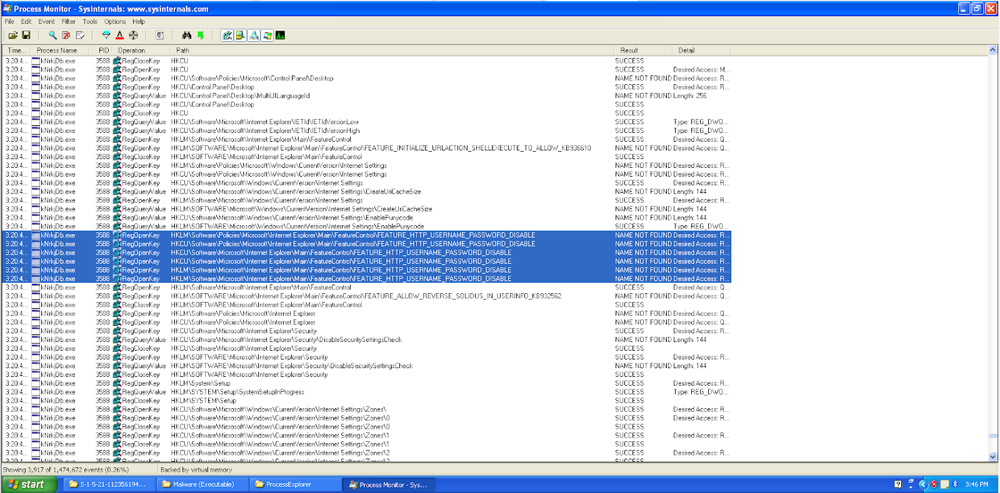 Process Monitor - Sysinternals: www.sysinternals.com
File Edit Event Filter Tools Options Help
Time... Process Name PID Operation Path Result Detail
3:20:4... kNrkjDb.exe 3588 RegCloseKey HKCU SUCCESS
3:20:4... kNrkjDb.exe 3588 RegOpenKey HKCU SUCCESS Desired Access: M...
3:20:4... kNrkjDb.exe 3588 RegOpenKey HKCU\Software\Policies\Microsoft\Control Panel\Desktop NAME NOT FOUND Desired Access: R...
3:20:4... kNrkjDb.exe 3588 RegOpenKey HKCU\Control Panel\Desktop SUCCESS Desired Access: R...
3:20:4... kNrkjDb.exe 3588 RegQueryValue HKCU\Control Panel\Desktop\MultiUILanguageId NAME NOT FOUND Length: 256
3:20:4... kNrkjDb.exe 3588 RegCloseKey HKCU\Control Panel\Desktop SUCCESS
3:20:4... kNrkjDb.exe 3588 RegCloseKey HKCU SUCCESS
3:20:4... kNrkjDb.exe 3588 RegQueryValue HKCU\Software\Microsoft\Internet Explorer\IETld\IETldVersionLow SUCCESS Type: REG_DWO...
3:20:4... kNrkjDb.exe 3588 RegQueryValue HKCU\Software\Microsoft\Internet Explorer\IETld\IETldVersionHigh SUCCESS Type: REG_DWO...
3:20:4... kNrkjDb.exe 3588 RegOpenKey HKLM\SOFTWARE\Microsoft\Internet Explorer\Main\FeatureControl SUCCESS Desired Access: Q...
3:20:4... kNrkjDb.exe 3588 RegOpenKey HKLM\SOFTWARE\Microsoft\Internet Explorer\Main\FeatureControl\FEATURE_INITIALIZE_URLACTION_SHELLEXECUTE_TO_ALLOW_KB936610 NAME NOT FOUND Desired Access: Q...
3:20:4... kNrkjDb.exe 3588 RegCloseKey HKLM\SOFTWARE\Microsoft\Internet Explorer\Main\FeatureControl SUCCESS
3:20:4... kNrkjDb.exe 3588 RegOpenKey HKLM\Software\Policies\Microsoft\Windows\CurrentVersion\Internet Settings NAME NOT FOUND Desired Access: R...
3:20:4... kNrkjDb.exe 3588 RegOpenKey HKCU\Software\Policies\Microsoft\Windows\CurrentVersion\Internet Settings NAME NOT FOUND Desired Access: R...
3:20:4... kNrkjDb.exe 3588 RegOpenKey HKCU\Software\Microsoft\Windows\CurrentVersion\Internet Settings SUCCESS Desired Access: R...
3:20:4... kNrkjDb.exe 3588 RegQueryValue HKCU\Software\Microsoft\Windows\CurrentVersion\Internet Settings\CreateUriCacheSize NAME NOT FOUND Length: 144
3:20:4... kNrkjDb.exe 3588 RegOpenKey HKLM\Software\Microsoft\Windows\CurrentVersion\Internet Settings SUCCESS Desired Access: R...
3:20:4... kNrkjDb.exe 3588 RegQueryValue HKLM\SOFTWARE\Microsoft\Windows\CurrentVersion\Internet Settings\CreateUriCacheSize NAME NOT FOUND Length: 144
3:20:4... kNrkjDb.exe 3588 RegQueryValue HKCU\Software\Microsoft\Windows\CurrentVersion\Internet Settings\EnablePunycode NAME NOT FOUND Length: 144
3:20:4... kNrkjDb.exe 3588 RegQueryValue HKLM\SOFTWARE\Microsoft\Windows\CurrentVersion\Internet Settings\EnablePunycode SUCCESS Type: REG_DWO...
3:20:4... kNrkjDb.exe 3588 RegOpenKey HKLM\Software\Policies\Microsoft\Internet Explorer\Main\FeatureControl\FEATURE_HTTP_USERNAME_PASSWORD_DISABLE NAME NOT FOUND Desired Access: R...
3:20:4... kNrkjDb.exe 3588 RegOpenKey HKCU\Software\Policies\Microsoft\Internet Explorer\Main\FeatureControl\FEATURE_HTTP_USERNAME_PASSWORD_DISABLE NAME NOT FOUND Desired Access: R...
3:20:4... kNrkjDb.exe 3588 RegOpenKey HKCU\Software\Microsoft\Internet Explorer\Main\FeatureControl\FEATURE_HTTP_USERNAME_PASSWORD_DISABLE NAME NOT FOUND Desired Access: R...
3:20:4... kNrkjDb.exe 3588 RegOpenKey HKLM\Software\Microsoft\Internet Explorer\Main\FeatureControl\FEATURE_HTTP_USERNAME_PASSWORD_DISABLE NAME NOT FOUND Desired Access: R...
3:20:4... kNrkjDb.exe 3588 RegOpenKey HKLM\Software\Microsoft\Internet Explorer\Main\FeatureControl\FEATURE_HTTP_USERNAME_PASSWORD_DISABLE NAME NOT FOUND Desired Access: R...
3:20:4... kNrkjDb.exe 3588 RegOpenKey HKLM\Software\Microsoft\Internet Explorer\Main\FeatureControl\FEATURE_HTTP_USERNAME_PASSWORD_DISABLE NAME NOT FOUND Desired Access: R...
3:20:4... kNrkjDb.exe 3588 RegOpenKey HKLM\Software\Microsoft\Internet Explorer\Main\FeatureControl SUCCESS Desired Access: Q...
3:20:4... kNrkjDb.exe 3588 RegOpenKey HKLM\SOFTWARE\Microsoft\Internet Explorer\Main\FeatureControl\FEATURE_ALLOW_REVERSE_SOLIDUS_IN_USERINFO_KB932562 NAME NOT FOUND Desired Access: Q...
3:20:4... kNrkjDb.exe 3588 RegCloseKey HKLM\SOFTWARE\Microsoft\Internet Explorer\Main\FeatureControl SUCCESS
3:20:4... kNrkjDb.exe 3588 RegOpenKey HKCU\Software\Policies\Microsoft\Internet Explorer NAME NOT FOUND Desired Access: Q...
3:20:4... kNrkjDb.exe 3588 RegOpenKey HKLM\Software\Policies\Microsoft\Internet Explorer NAME NOT FOUND Desired Access: Q...
3:20:4... kNrkjDb.exe 3588 RegOpenKey HKCU\Software\Microsoft\Internet Explorer\Security SUCCESS Desired Access: R...
3:20:4... kNrkjDb.exe 3588 RegQueryValue HKCU\Software\Microsoft\Internet Explorer\Security\DisableSecuritySettingsCheck NAME NOT FOUND Length: 144
3:20:4... kNrkjDb.exe 3588 RegCloseKey HKCU\Software\Microsoft\Internet Explorer\Security SUCCESS
3:20:4... kNrkjDb.exe 3588 RegOpenKey HKLM\SOFTWARE\Microsoft\Internet Explorer\Security SUCCESS Desired Access: R...
3:20:4... kNrkjDb.exe 3588 RegQueryValue HKLM\SOFTWARE\Microsoft\Internet Explorer\Security\DisableSecuritySettingsCheck NAME NOT FOUND Length: 144
3:20:4... kNrkjDb.exe 3588 RegCloseKey HKLM\SOFTWARE\Microsoft\Internet Explorer\Security SUCCESS
3:20:4... kNrkjDb.exe 3588 RegOpenKey HKLM\System\Setup SUCCESS Desired Access: R...
3:20:4... kNrkjDb.exe 3588 RegQueryValue HKLM\SYSTEM\Setup\SystemSetupInProgress SUCCESS Type: REG_DWO...
3:20:4... kNrkjDb.exe 3588 RegCloseKey HKLM\SYSTEM\Setup SUCCESS
3:20:4... kNrkjDb.exe 3588 RegOpenKey HKCU\Software\Microsoft\Windows\CurrentVersion\Internet Settings\Zones\ SUCCESS Desired Access: R...
3:20:4... kNrkjDb.exe 3588 RegOpenKey HKCU\Software\Microsoft\Windows\CurrentVersion\Internet Settings\Zones\0 SUCCESS Desired Access: R...
3:20:4... kNrkjDb.exe 3588 RegCloseKey HKCU\Software\Microsoft\Windows\CurrentVersion\Internet Settings\Zones\0 SUCCESS
3:20:4... kNrkjDb.exe 3588 RegOpenKey HKCU\Software\Microsoft\Windows\CurrentVersion\Internet Settings\Zones\1 SUCCESS Desired Access: R...
3:20:4... kNrkjDb.exe 3588 RegCloseKey HKCU\Software\Microsoft\Windows\CurrentVersion\Internet Settings\Zones\1 SUCCESS
3:20:4... kNrkjDb.exe 3588 RegOpenKey HKCU\Software\Microsoft\Windows\CurrentVersion\Internet Settings\Zones\2 SUCCESS Desired Access: R...
3:20:4... kNrkjDb.exe 3588 RegCloseKey HKCU\Software\Microsoft\Windows\CurrentVersion\Internet Settings\Zones\2 SUCCESS
Showing 3,917 of 1,474,672 events (0.26%) Backed by virtual memory
start S-1-5-21-112356194... Malware (Executable) ProcessExplorer Process Monitor - Sys... 3:46 PM